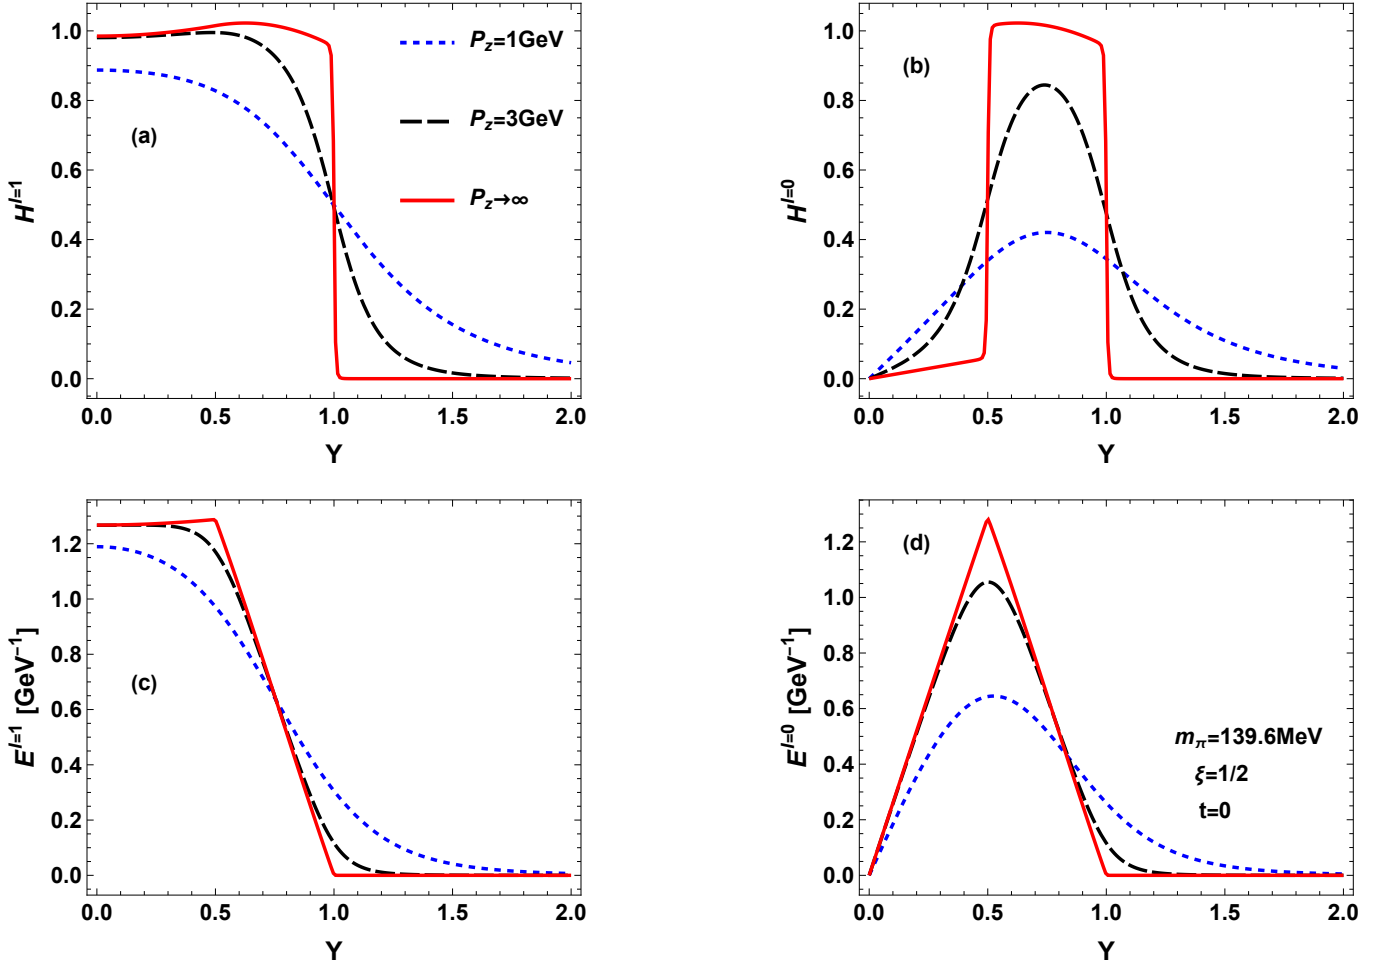 1.0
0.8
0.6
0.4
0.2
0.0
H^{I=1}
(a)
P_z=1GeV
P_z=3GeV
P_z→∞
0.0 0.5 1.0 1.5 2.0
Y
1.0
0.8
0.6
0.4
0.2
0.0
H^{I=0}
(b)
0.0 0.5 1.0 1.5 2.0
Y
1.2
1.0
0.8
0.6
0.4
0.2
0.0
E^{I=1} [GeV^{-1}]
(c)
0.0 0.5 1.0 1.5 2.0
Y
1.2
1.0
0.8
0.6
0.4
0.2
0.0
E^{I=0} [GeV^{-1}]
(d)
m_π=139.6MeV
ξ=1/2
t=0
0.0 0.5 1.0 1.5 2.0
Y